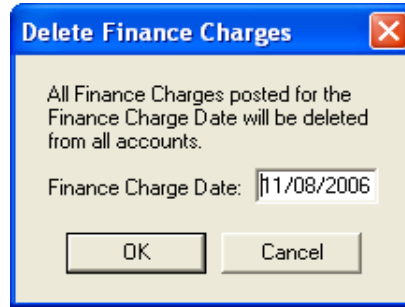 Delete Finance Charges
All Finance Charges posted for the
Finance Charge Date will be deleted
from all accounts.
Finance Charge Date: 11/08/2006
OK Cancel